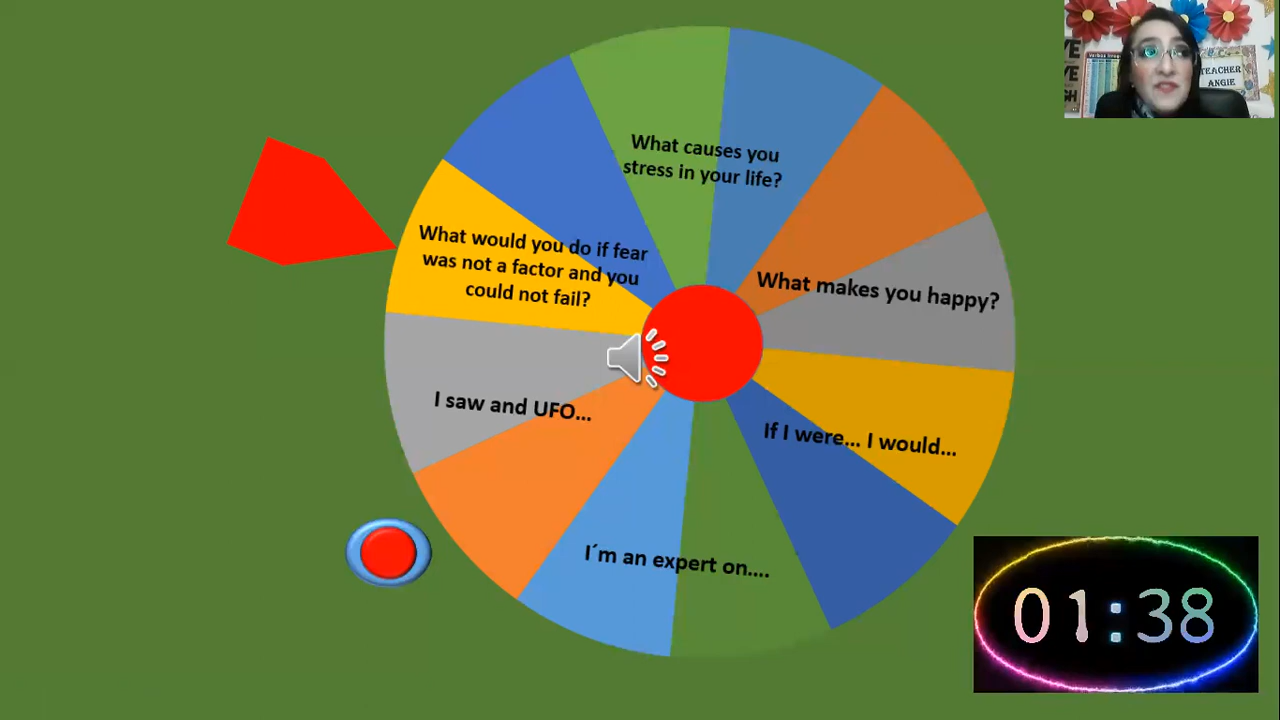 What causes you
stress in your life?
What would you do if fear
was not a factor and you
could not fail?
What makes you happy?
I saw and UFO...
If I were... I would...
I´m an expert on....
01:38
TEACHER
ANGIE